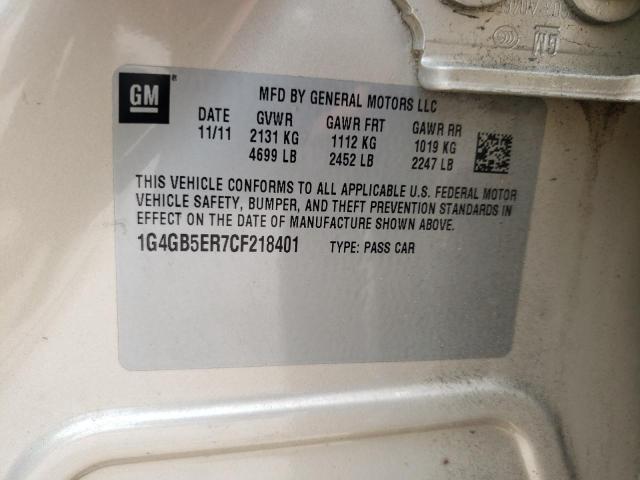 GM
MFD BY GENERAL MOTORS LLC
DATE GVWR GAWR FRT GAWR RR
11/11 2131 KG 1112 KG 1019 KG
4699 LB 2452 LB 2247 LB
THIS VEHICLE CONFORMS TO ALL APPLICABLE U.S. FEDERAL MOTOR
VEHICLE SAFETY, BUMPER, AND THEFT PREVENTION STANDARDS IN
EFFECT ON THE DATE OF MANUFACTURE SHOWN ABOVE.
1G4GB5ER7CF218401 TYPE: PASS CAR
GM